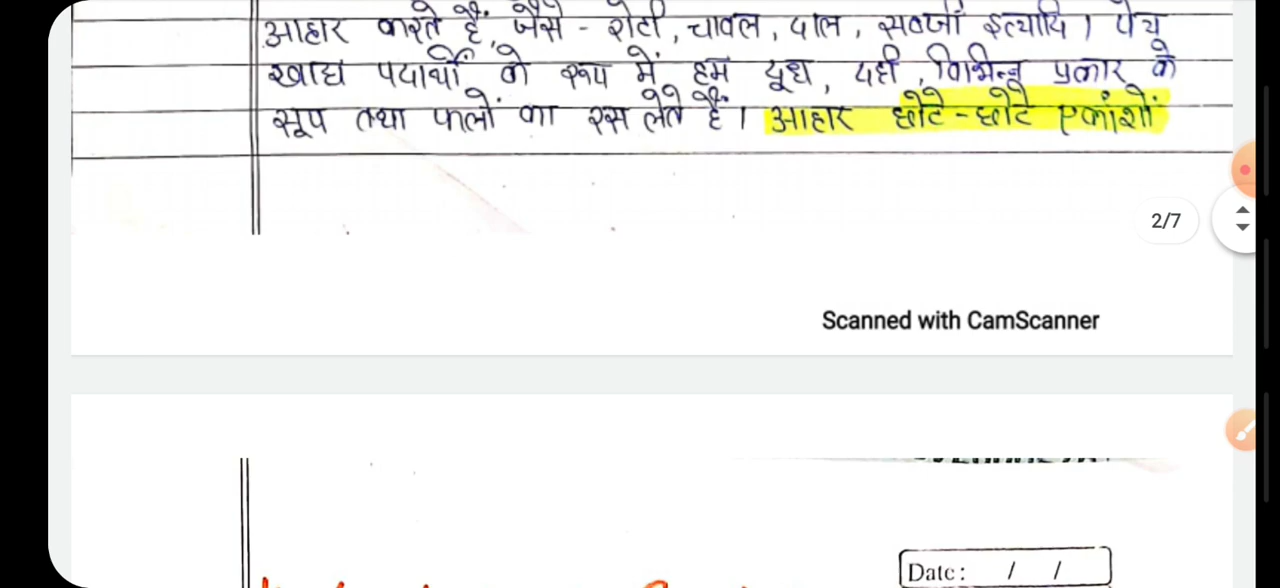 आहार करते हैं, जैसे - रोटी, चावल, दाल, सब्जी इत्यादि। पेय
खाद्य पदार्थों के रूप में हम दूध, दही, विभिन्न प्रकार के
सूप तथा फलों का रस लेते हैं। आहार छोटे-छोटे एकांशों
2/7
Scanned with CamScanner
Date: / /